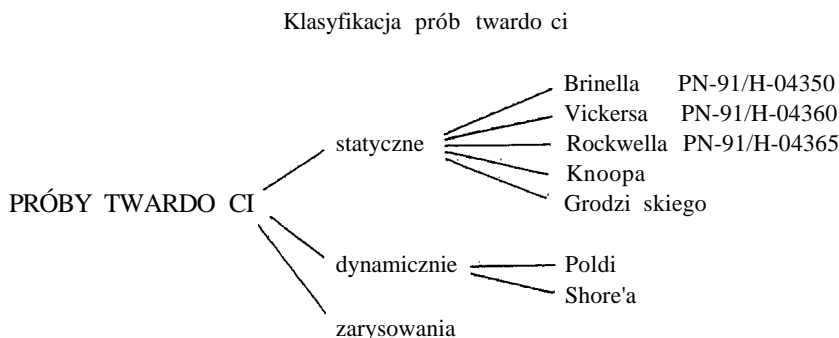 Klasyfikacja prób twardo ci
Brinella PN-91/H-04350
Vickersa PN-91/H-04360
statyczne
Rockwella PN-91/H-04365
Knoopa
PRÓBY TWARDO CI
Grodzi skiego
dynamicznie
Poldi
Shore'a
zarysowania